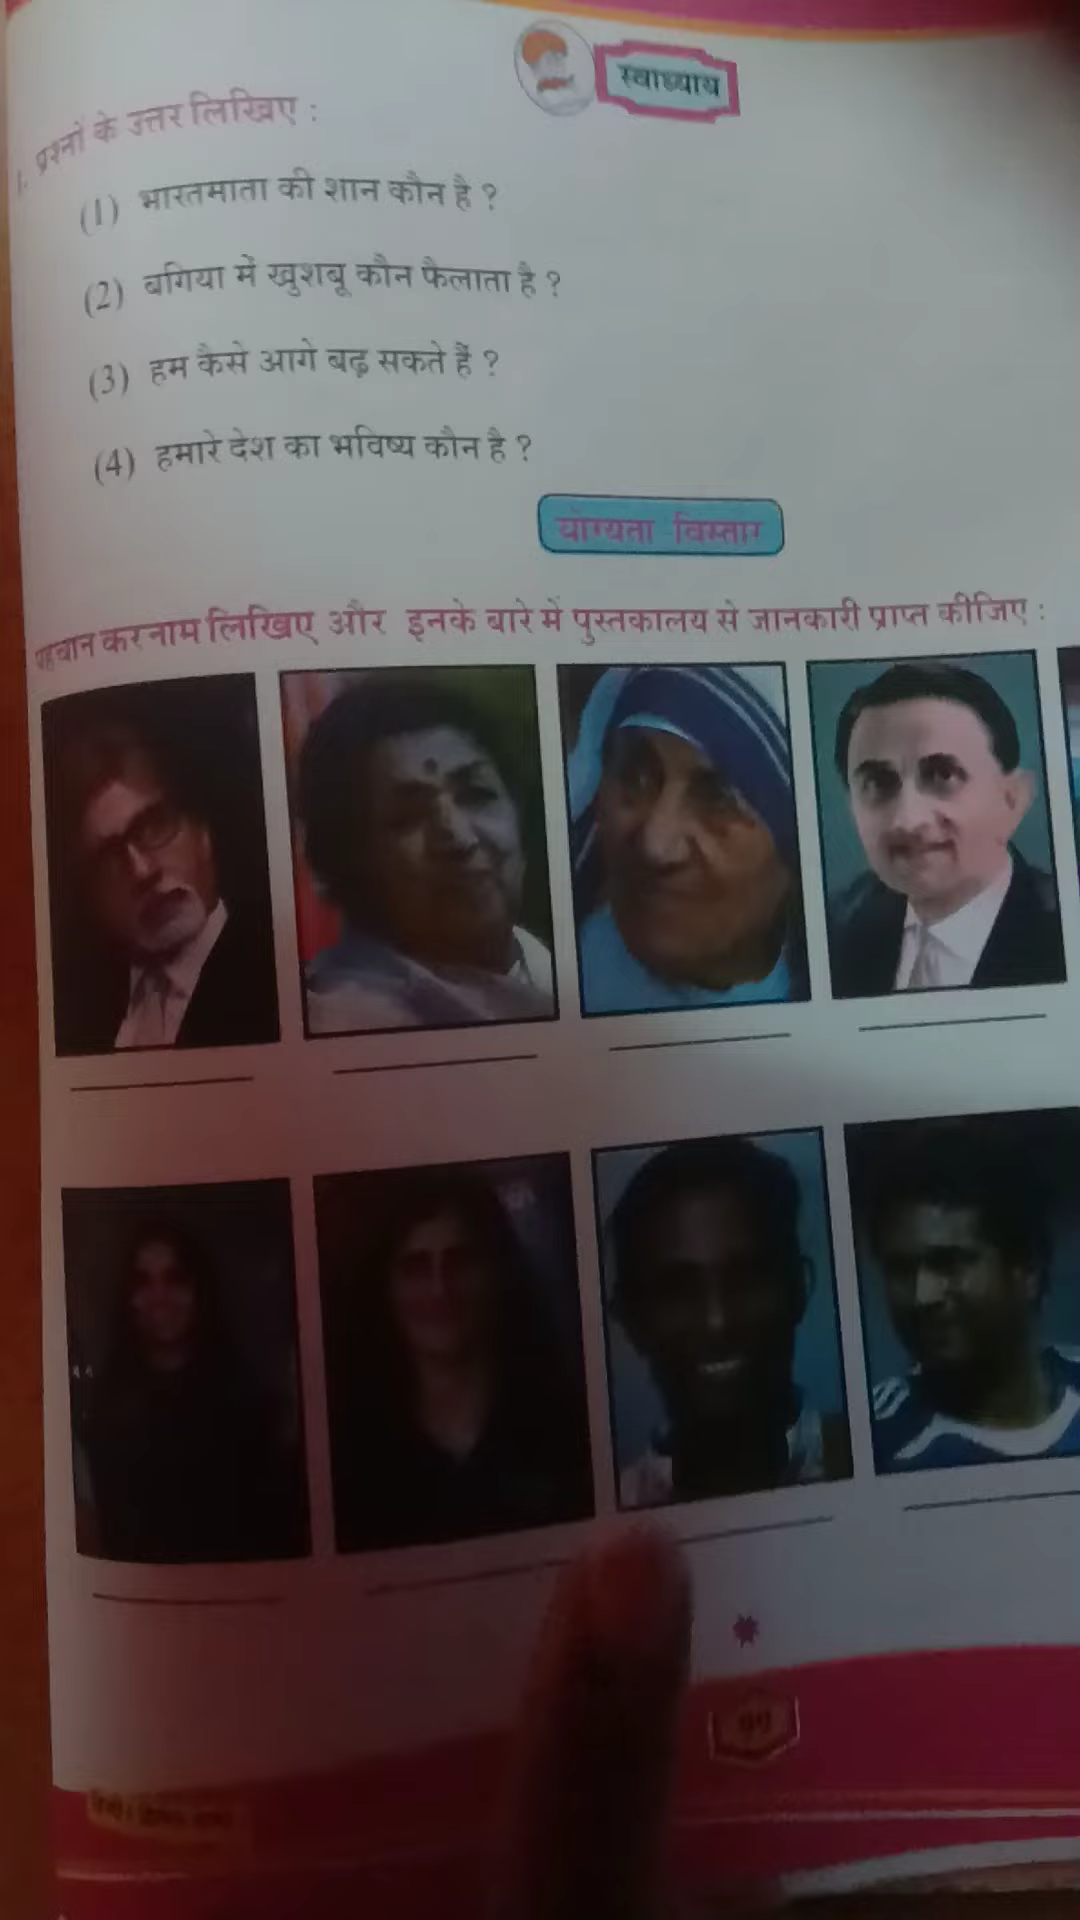 स्वाध्याय
1. प्रश्नों के उत्तर लिखिए :
(1) भारतमाता की शान कौन है ?
(2) बगिया में खुशबू कौन फैलाता है ?
(3) हम कैसे आगे बढ़ सकते हैं ?
(4) हमारे देश का भविष्य कौन है ?
योग्यता विस्तार
पहचान कर नाम लिखिए और इनके बारे में पुस्तकालय से जानकारी प्राप्त कीजिए :